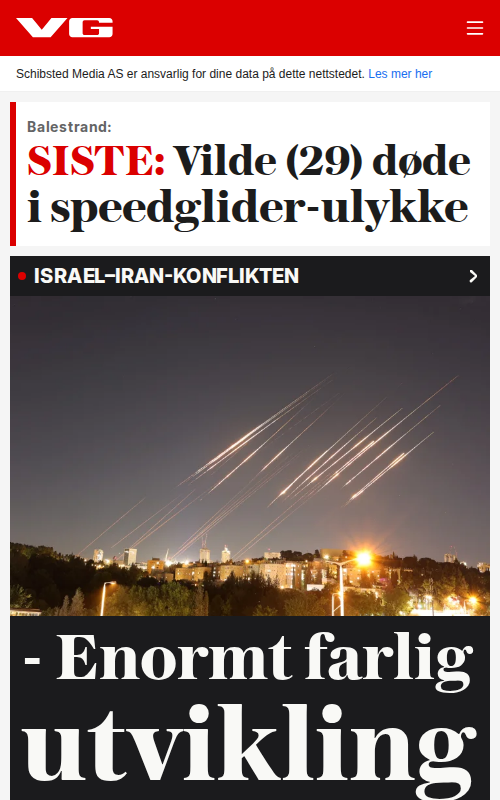 VG
Schibsted Media AS er ansvarlig for dine data på dette nettstedet. Les mer her
Balestrand:
SISTE: Vilde (29) døde
i speedglider-ulykke
ISRAEL–IRAN-KONFLIKTEN
- Enormt farlig
utvikling